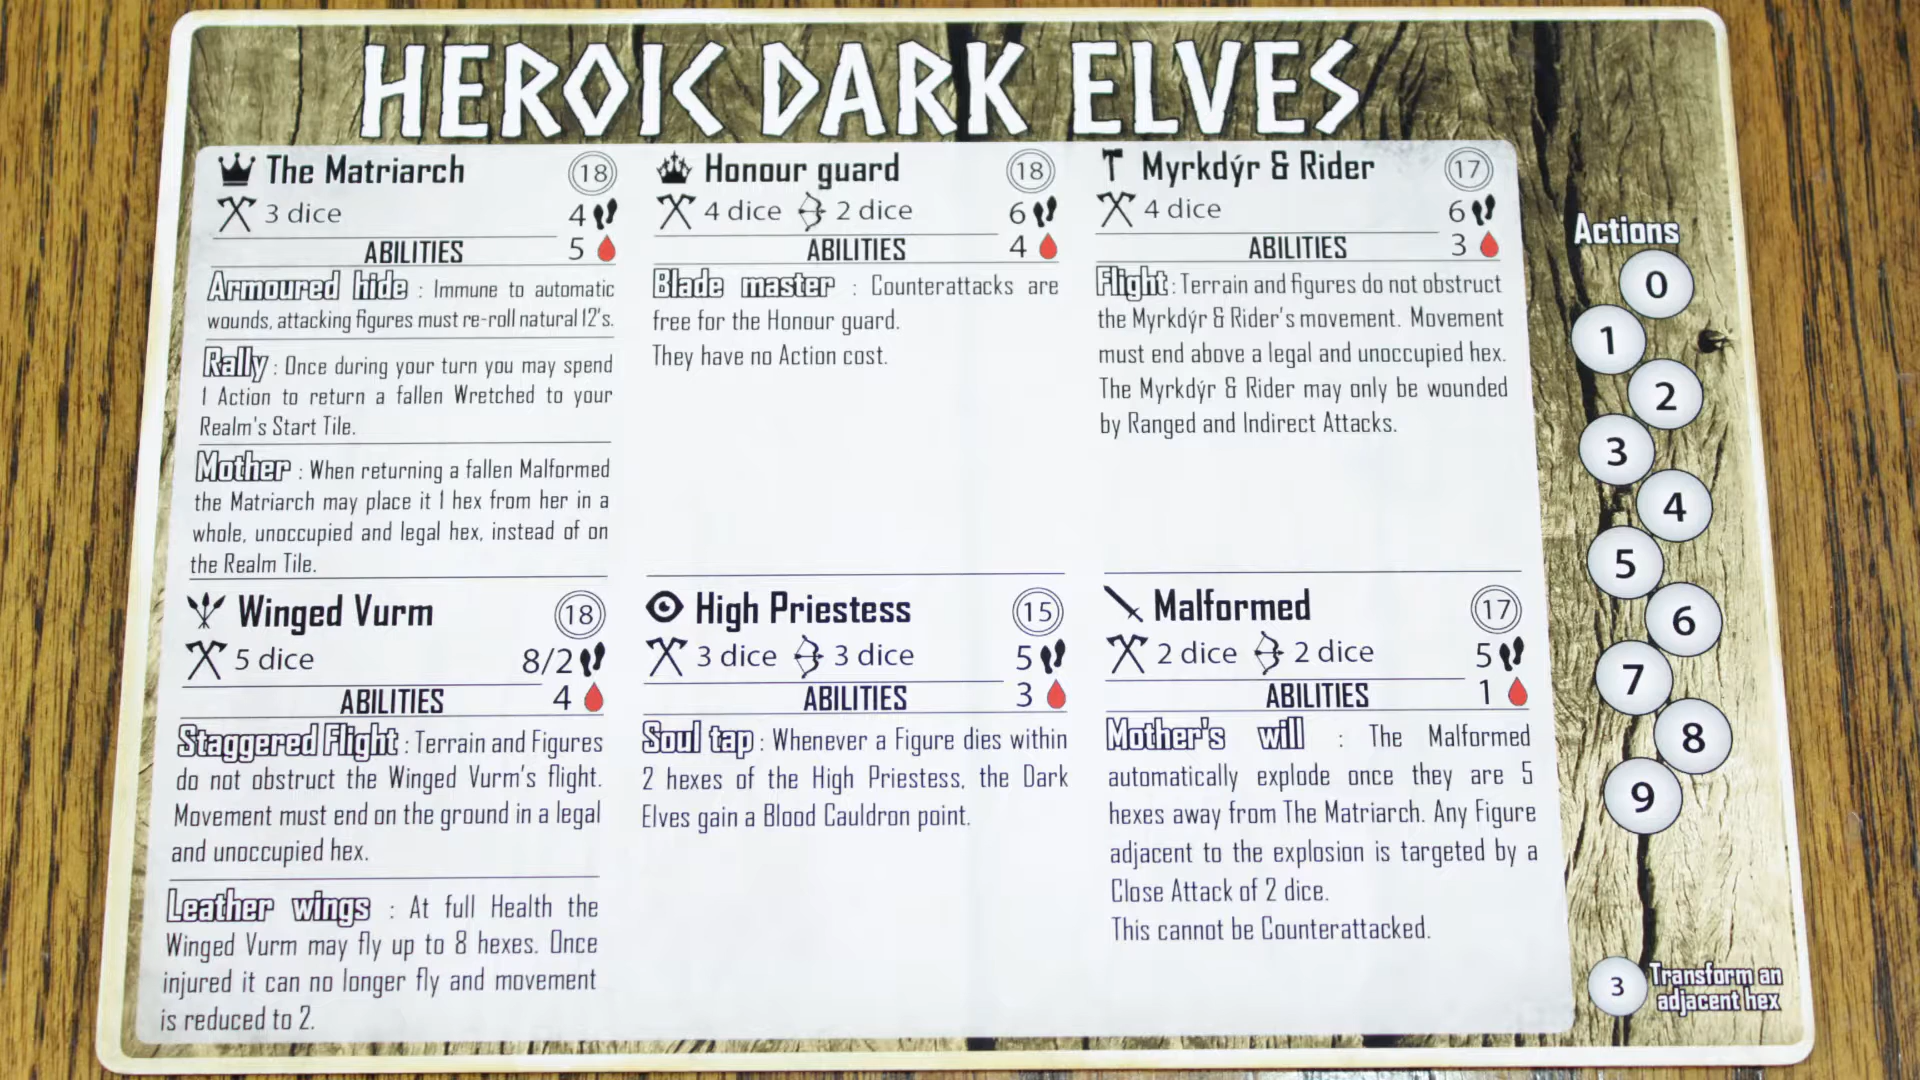 HEROIC DARK ELVES
The Matriarch 18
3 dice 4
ABILITIES 5
Armoured hide : Immune to automatic
wounds, attacking figures must re-roll natural 12's.
Rally : Once during your turn you may spend
1 Action to return a fallen Wretched to your
Realm's Start Tile.
Mother : When returning a fallen Malformed
the Matriarch may place it 1 hex from her in a
whole, unoccupied and legal hex, instead of on
the Realm Tile.
Honour guard 18
4 dice 2 dice 6
ABILITIES 4
Blade master : Counterattacks are
free for the Honour guard.
They have no Action cost.
Myrkdýr & Rider 17
4 dice 6
ABILITIES 3
Flight : Terrain and figures do not obstruct
the Myrkdýr & Rider's movement. Movement
must end above a legal and unoccupied hex.
The Myrkdýr & Rider may only be wounded
by Ranged and Indirect Attacks.
Winged Vurm 18
5 dice 8/2
ABILITIES 4
Staggered Flight : Terrain and Figures
do not obstruct the Winged Vurm's flight.
Movement must end on the ground in a legal
and unoccupied hex.
Leather wings : At full Health the
Winged Vurm may fly up to 8 hexes. Once
injured it can no longer fly and movement
is reduced to 2.
High Priestess 15
3 dice 3 dice 5
ABILITIES 3
Soul tap : Whenever a Figure dies within
2 hexes of the High Priestess, the Dark
Elves gain a Blood Cauldron point.
Malformed 17
2 dice 2 dice 5
ABILITIES 1
Mother's will : The Malformed
automatically explode once they are 5
hexes away from The Matriarch. Any Figure
adjacent to the explosion is targeted by a
Close Attack of 2 dice.
This cannot be Counterattacked.
Actions
0
1
2
3
4
5
6
7
8
9
3 Transform an
adjacent hex